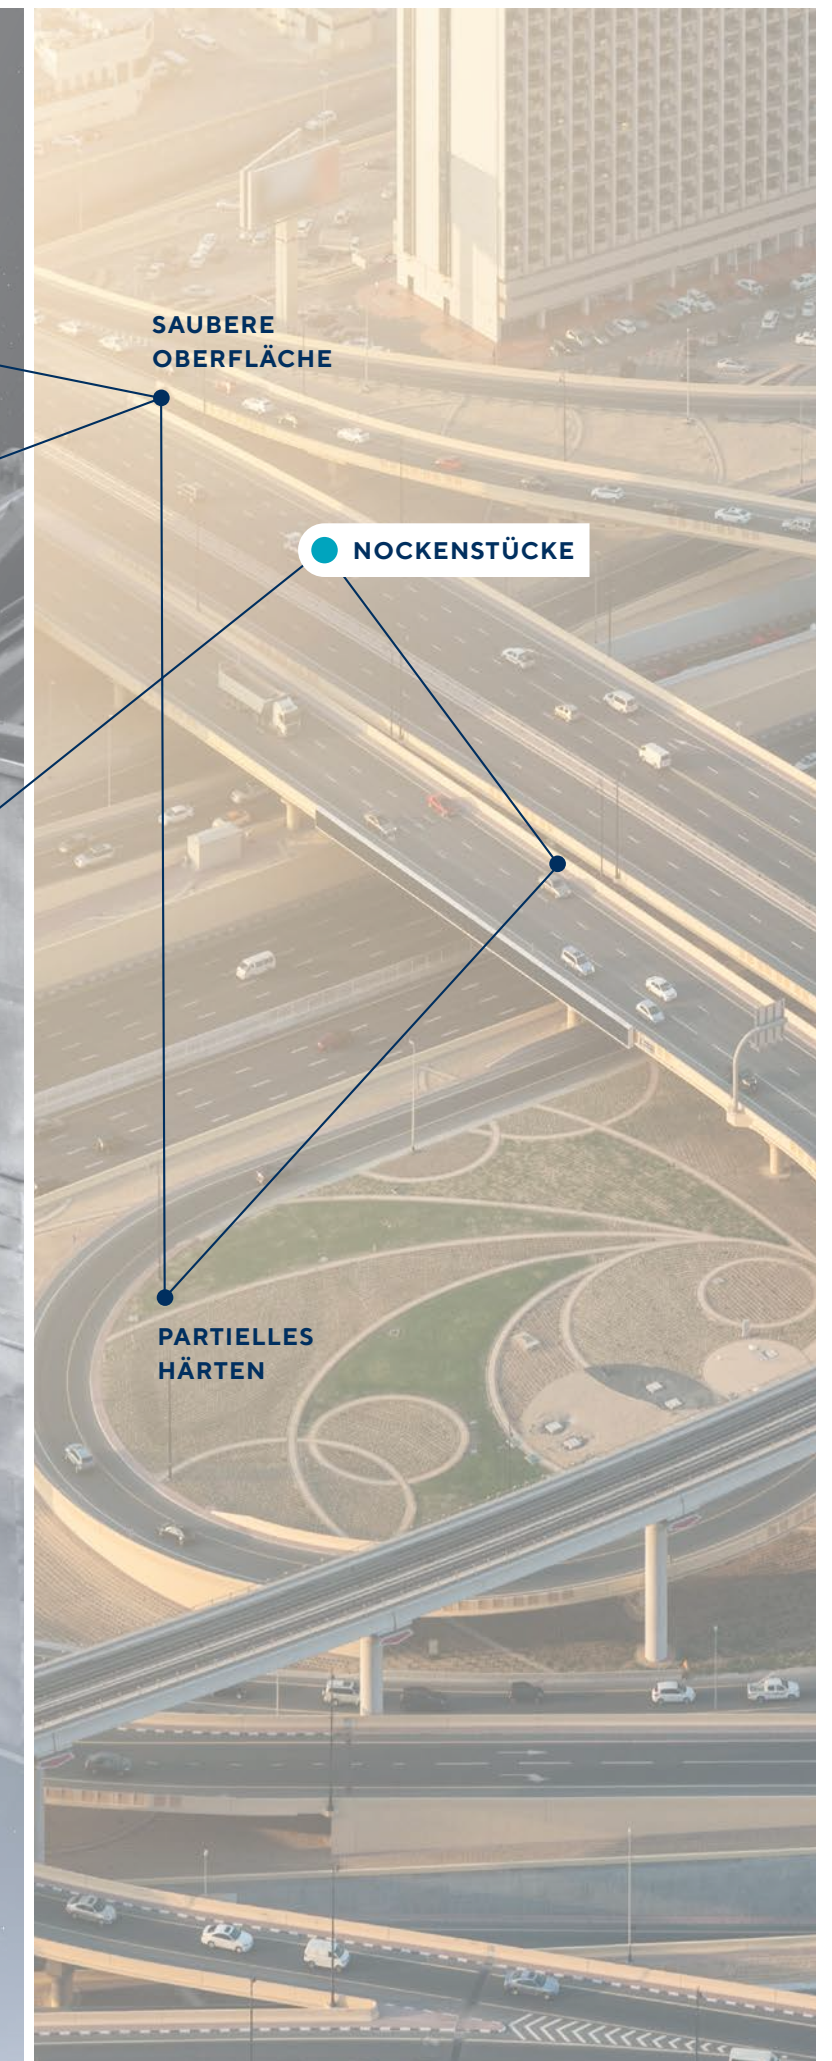 SAUBERE
OBERFLÄCHE
NOCKENSTÜCKE
PARTIELLES
HÄRTEN